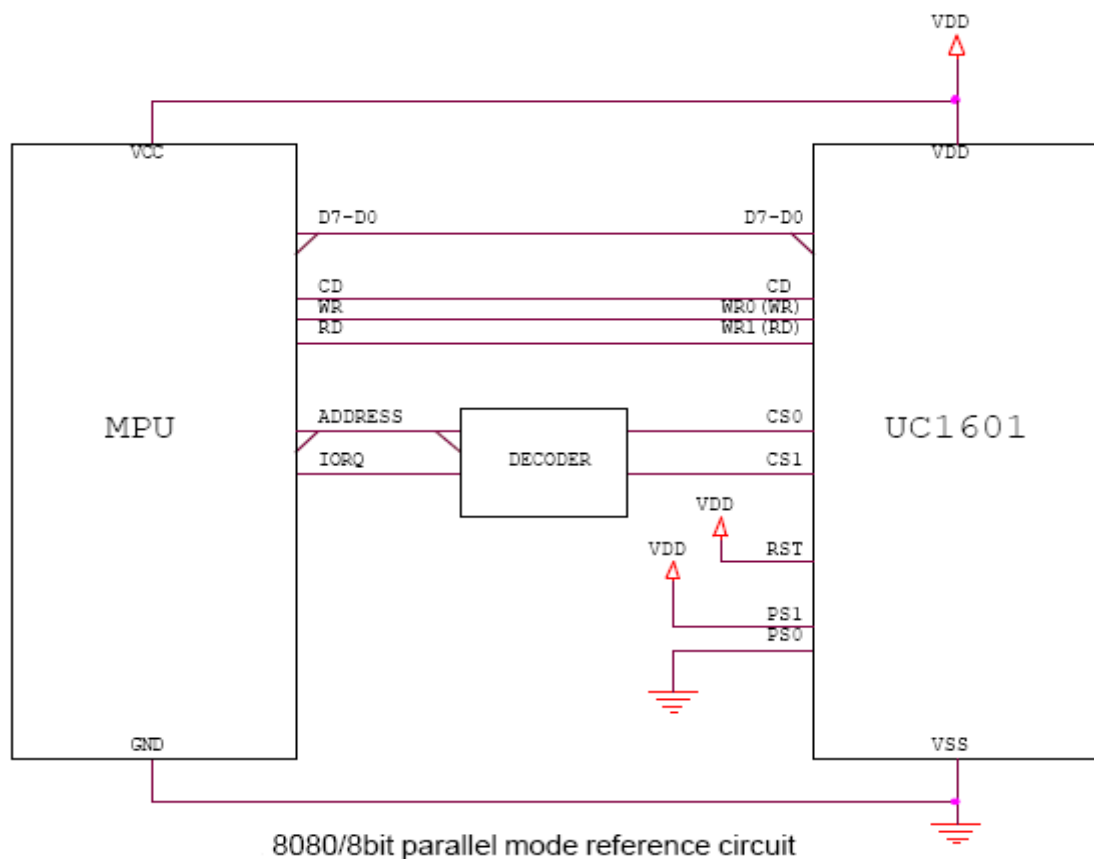 VDD
VCC
VDD
D7-D0
D7-D0
CD
CD
WR
WR0(WR)
RD
WR1(RD)
MPU
ADDRESS
CS0
UC1601
IORQ
DECODER
CS1
VDD
VDD
RST
PS1
PS0
GND
VSS
8080/8bit parallel mode reference circuit